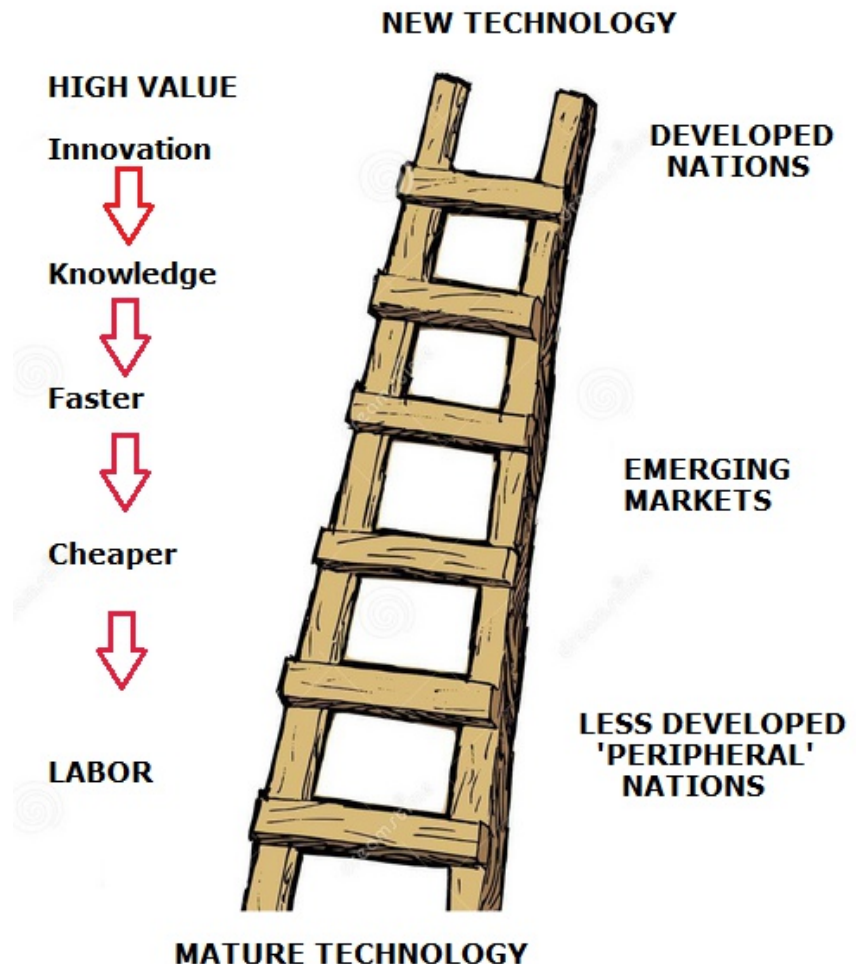 NEW TECHNOLOGY
HIGH VALUE
Innovation
DEVELOPED
NATIONS
Knowledge
Faster
EMERGING
MARKETS
Cheaper
LESS DEVELOPED
'PERIPHERAL'
NATIONS
LABOR
MATURE TECHNOLOGY